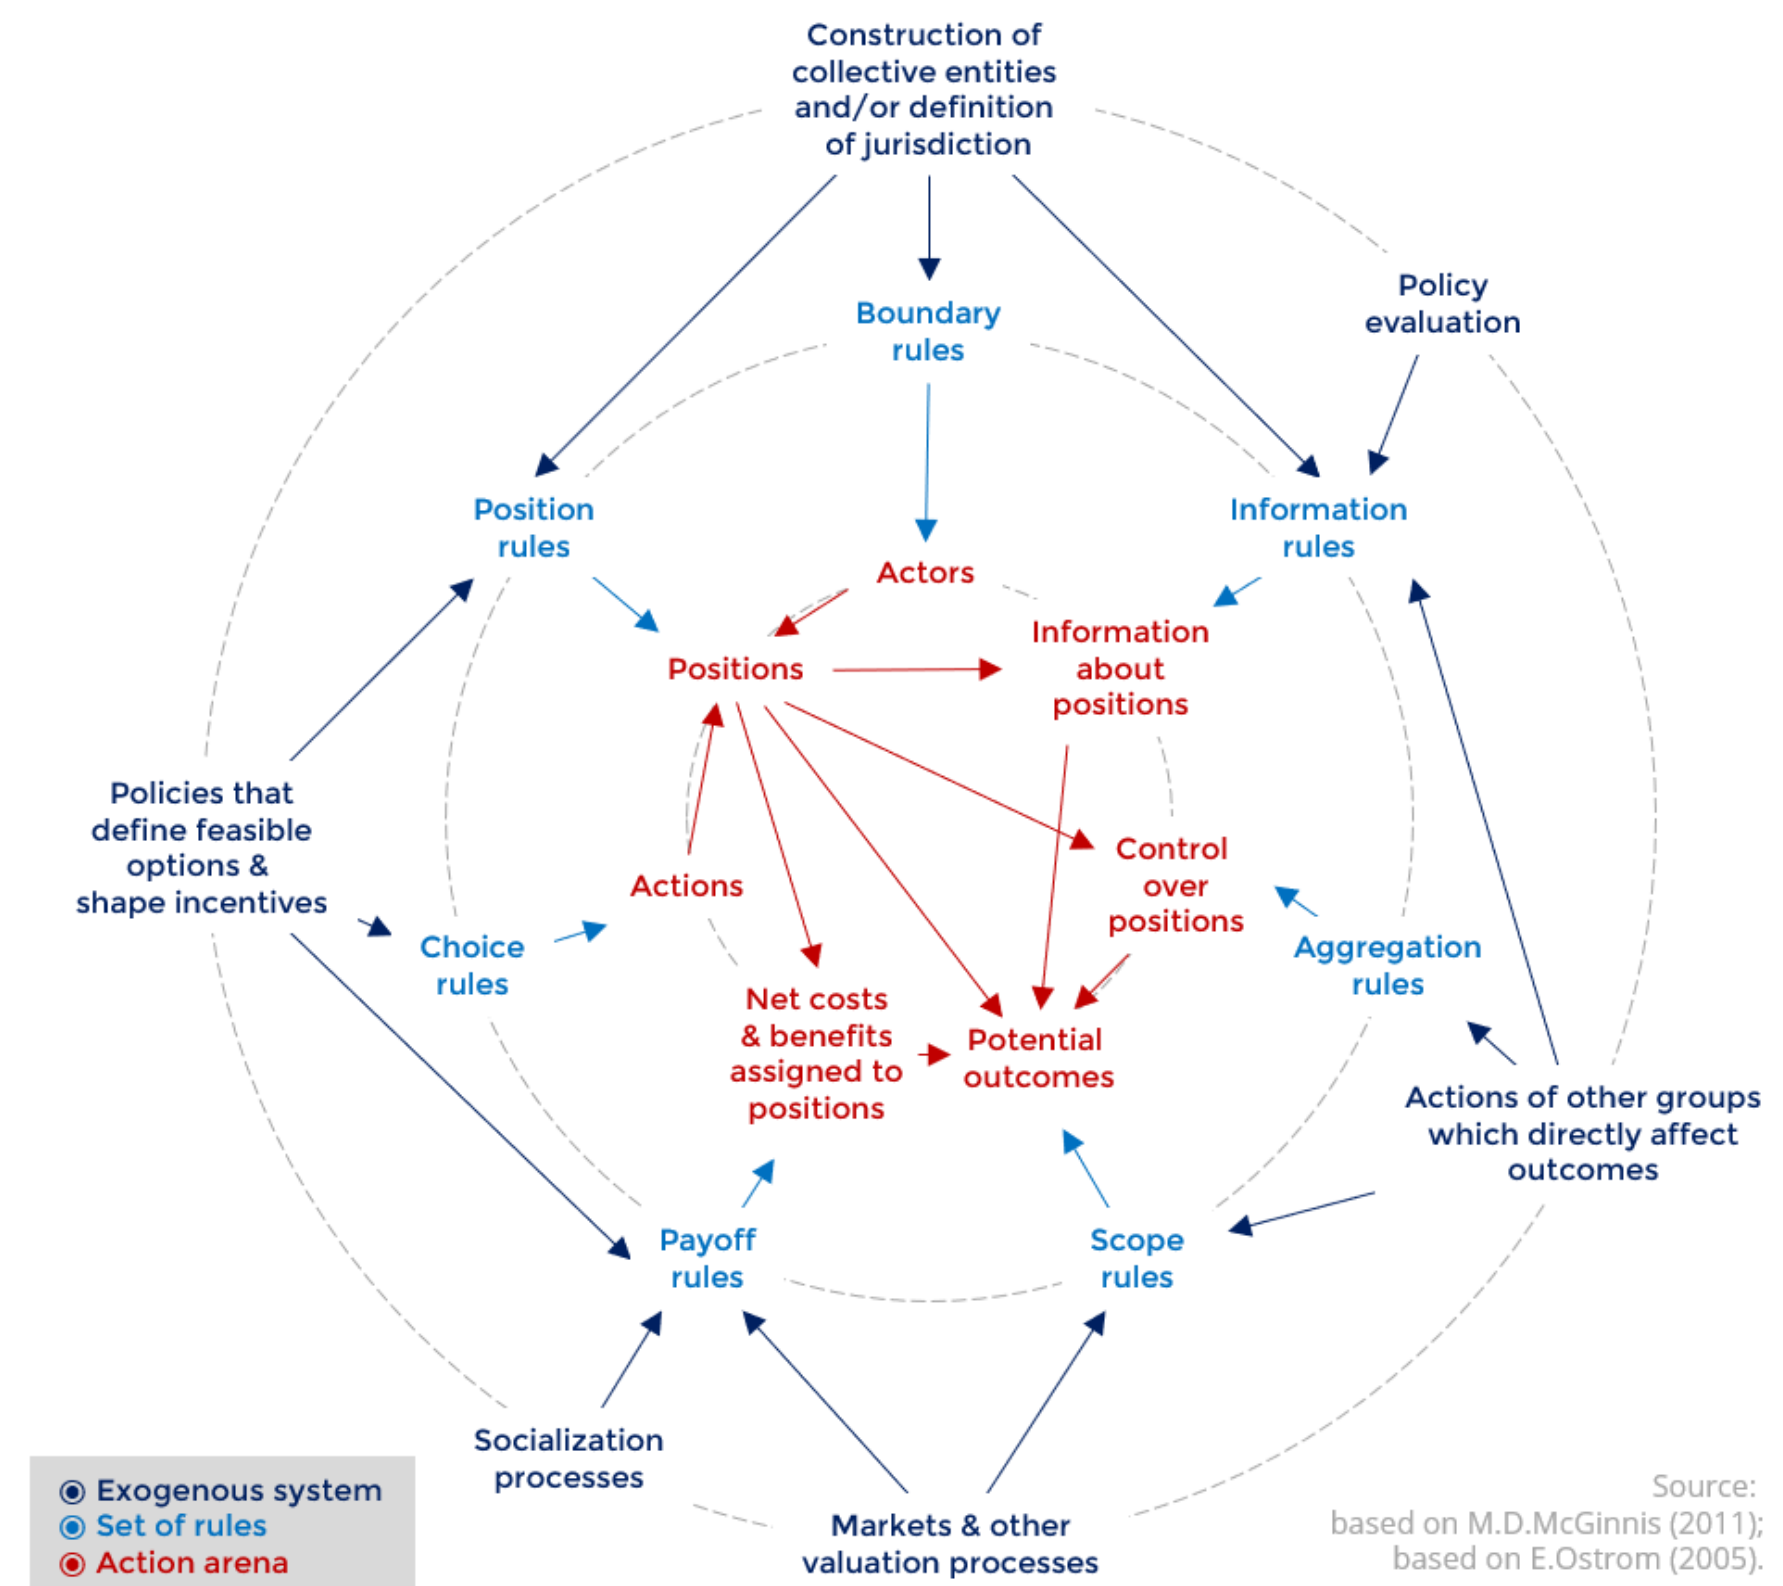 Construction of
collective entities
and/or definition
of jurisdiction
Policy
evaluation
Boundary
rules
Position
rules
Information
rules
Actors
Positions
Information
about
positions
Policies that
define feasible
options &
shape incentives
Actions
Control
over
positions
Choice
rules
Aggregation
rules
Net costs
& benefits
assigned to
positions
Potential
outcomes
Actions of other groups
which directly affect
outcomes
Payoff
rules
Scope
rules
Socialization
processes
Markets & other
valuation processes
Exogenous system
Set of rules
Action arena
Source:
based on M.D.McGinnis (2011);
based on E.Ostrom (2005).